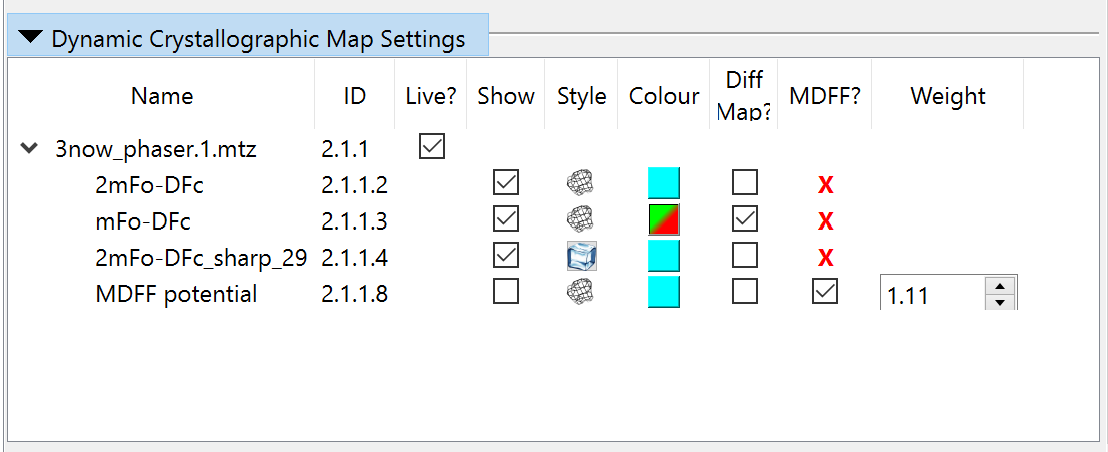 Dynamic Crystallographic Map Settings
Name ID Live? Show Style Colour Diff Map? MDFF? Weight
3now_phaser.1.mtz 2.1.1
2mFo-DFc 2.1.1.2 X
mFo-DFc 2.1.1.3 X
2mFo-DFc_sharp_29 2.1.1.4 X
MDFF potential 2.1.1.8 1.11